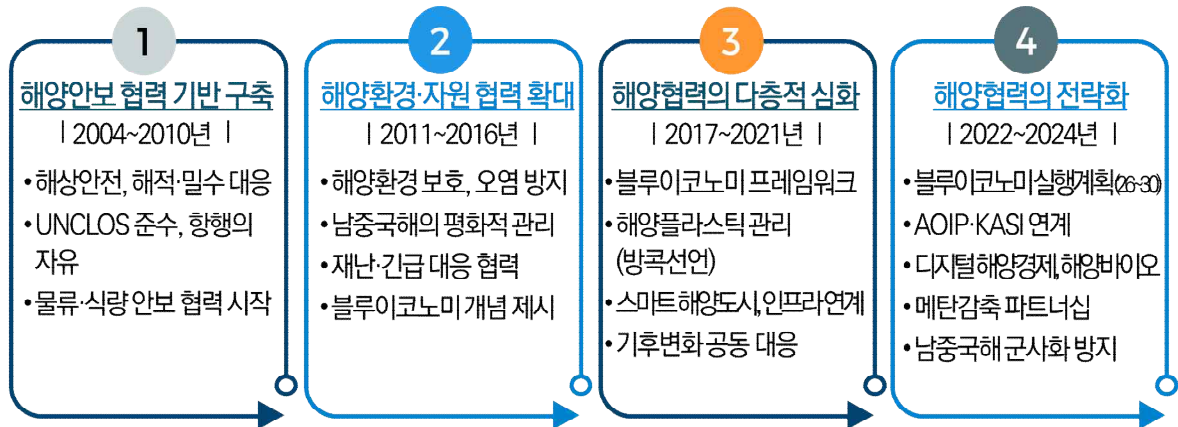 1
해양안보 협력 기반 구축
| 2004~2010년 |
•해상안전, 해적·밀수 대응
•UNCLOS 준수, 항행의
자유
•물류·식량 안보 협력 시작
2
해양환경·자원 협력 확대
| 2011~2016년 |
•해양환경 보호, 오염 방지
•남중국해의 평화적 관리
•재난·긴급 대응 협력
•블루이코노미 개념 제시
3
해양협력의 다층적 심화
| 2017~2021년 |
•블루이코노미 프레임워크
•해양플라스틱 관리
(방콕선언)
•스마트 해양도시, 인프라 연계
•기후변화 공동 대응
4
해양협력의 전략화
| 2022~2024년 |
•블루이코노미 실행계획(’26~30)
•AOIP·KASI 연계
•디지털 해양경제, 해양바이오
•메탄감축 파트너십
•남중국해 군사화 방지